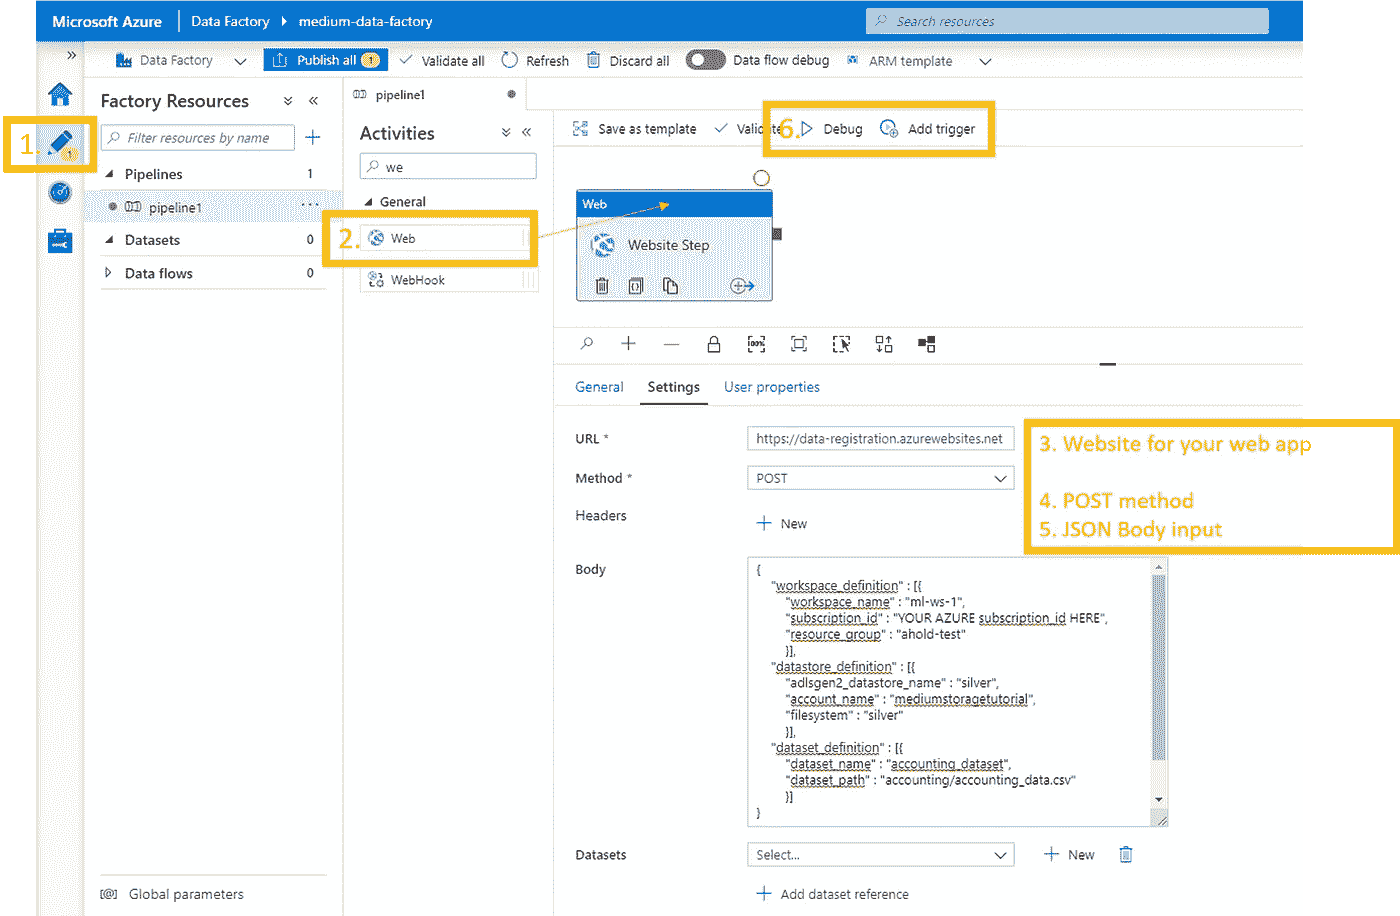 Microsoft Azure
Data Factory
medium-data-factory
Search resources
Data Factory
Publish all 1
Validate all
Refresh
Discard all
Data flow debug
ARM template
1.
1
Factory Resources
Filter resources by name
Pipelines 1
pipeline1
Datasets 0
Data flows 0
Global parameters
pipeline1
Activities
we
General
2. Web
WebHook
Save as template
Validate
6. Debug
Add trigger
Web
Website Step
100%
General
Settings
User properties
URL *
https://data-registration.azurewebsites.net
Method *
POST
Headers
New
3. Website for your web app
4. POST method
5. JSON Body input
Body
{
"workspace_definition" : [{
"workspace_name" : "ml-ws-1",
"subscription_id" : "YOUR AZURE subscription_id HERE",
"resource_group" : "ahold-test"
}],
"datastore_definition" : [{
"adlsgen2_datastore_name" : "silver",
"account_name" : "mediumstoragetutorial",
"filesystem" : "silver"
}],
"dataset_definition" : [{
"dataset_name" : "accounting_dataset",
"dataset_path" : "accounting/accounting_data.csv"
}]
}
Datasets
Select...
New
Add dataset reference